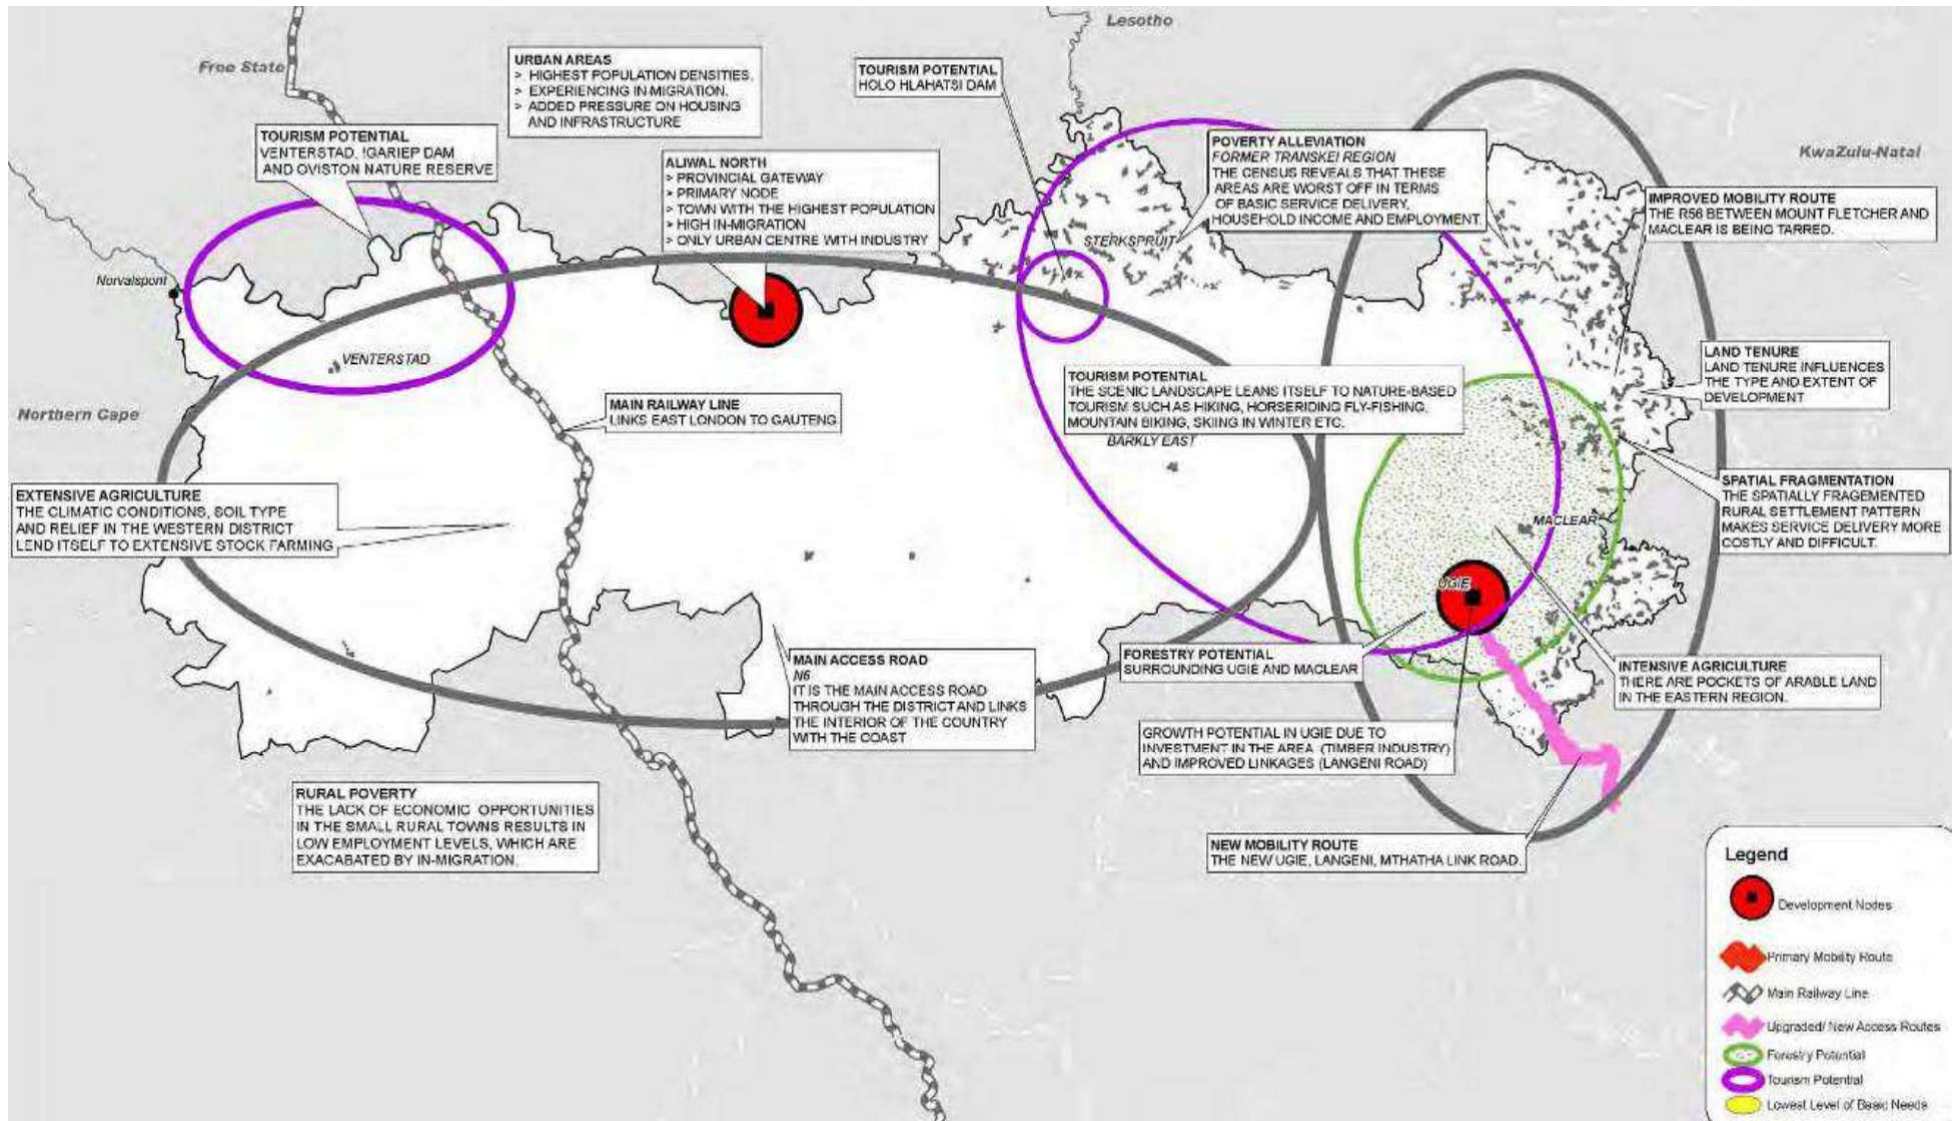 Lesotho
Free State
KwaZulu-Natal
Northern Cape
Norvalspont
URBAN AREAS
> HIGHEST POPULATION DENSITIES.
> EXPERIENCING IN-MIGRATION.
> ADDED PRESSURE ON HOUSING
AND INFRASTRUCTURE
TOURISM POTENTIAL
HOLO HLAHATSI DAM
TOURISM POTENTIAL
VENTERSTAD, !GARIEP DAM
AND OVISTON NATURE RESERVE
ALIWAL NORTH
> PROVINCIAL GATEWAY
> PRIMARY NODE
> TOWN WITH THE HIGHEST POPULATION
> HIGH IN-MIGRATION
> ONLY URBAN CENTRE WITH INDUSTRY
POVERTY ALLEVIATION
FORMER TRANSKEI REGION
THE CENSUS REVEALS THAT THESE
AREAS ARE WORST OFF IN TERMS
OF BASIC SERVICE DELIVERY,
HOUSEHOLD INCOME AND EMPLOYMENT.
STERKSPRUIT
IMPROVED MOBILITY ROUTE
THE R56 BETWEEN MOUNT FLETCHER AND
MACLEAR IS BEING TARRED.
VENTERSTAD
MAIN RAILWAY LINE
LINKS EAST LONDON TO GAUTENG
TOURISM POTENTIAL
THE SCENIC LANDSCAPE LEANS ITSELF TO NATURE-BASED
TOURISM SUCH AS HIKING, HORSERIDING FLY-FISHING,
MOUNTAIN BIKING, SKIING IN WINTER ETC.
BARKLY EAST
LAND TENURE
LAND TENURE INFLUENCES
THE TYPE AND EXTENT OF
DEVELOPMENT
EXTENSIVE AGRICULTURE
THE CLIMATIC CONDITIONS, SOIL TYPE
AND RELIEF IN THE WESTERN DISTRICT
LEND ITSELF TO EXTENSIVE STOCK FARMING
SPATIAL FRAGMENTATION
THE SPATIALLY FRAGEMENTED
RURAL SETTLEMENT PATTERN
MAKES SERVICE DELIVERY MORE
COSTLY AND DIFFICULT.
MACLEAR
UGIE
MAIN ACCESS ROAD
N6
IT IS THE MAIN ACCESS ROAD
THROUGH THE DISTRICT AND LINKS
THE INTERIOR OF THE COUNTRY
WITH THE COAST
FORESTRY POTENTIAL
SURROUNDING UGIE AND MACLEAR
INTENSIVE AGRICULTURE
THERE ARE POCKETS OF ARABLE LAND
IN THE EASTERN REGION.
GROWTH POTENTIAL IN UGIE DUE TO
INVESTMENT IN THE AREA (TIMBER INDUSTRY)
AND IMPROVED LINKAGES (LANGENI ROAD)
RURAL POVERTY
THE LACK OF ECONOMIC OPPORTUNITIES
IN THE SMALL RURAL TOWNS RESULTS IN
LOW EMPLOYMENT LEVELS, WHICH ARE
EXACABATED BY IN-MIGRATION.
NEW MOBILITY ROUTE
THE NEW UGIE, LANGENI, MTHATHA LINK ROAD.
Legend
Development Nodes
Primary Mobility Route
Main Railway Line
Upgraded/ New Access Routes
Forestry Potential
Tourism Potential
Lowest Level of Basic Needs